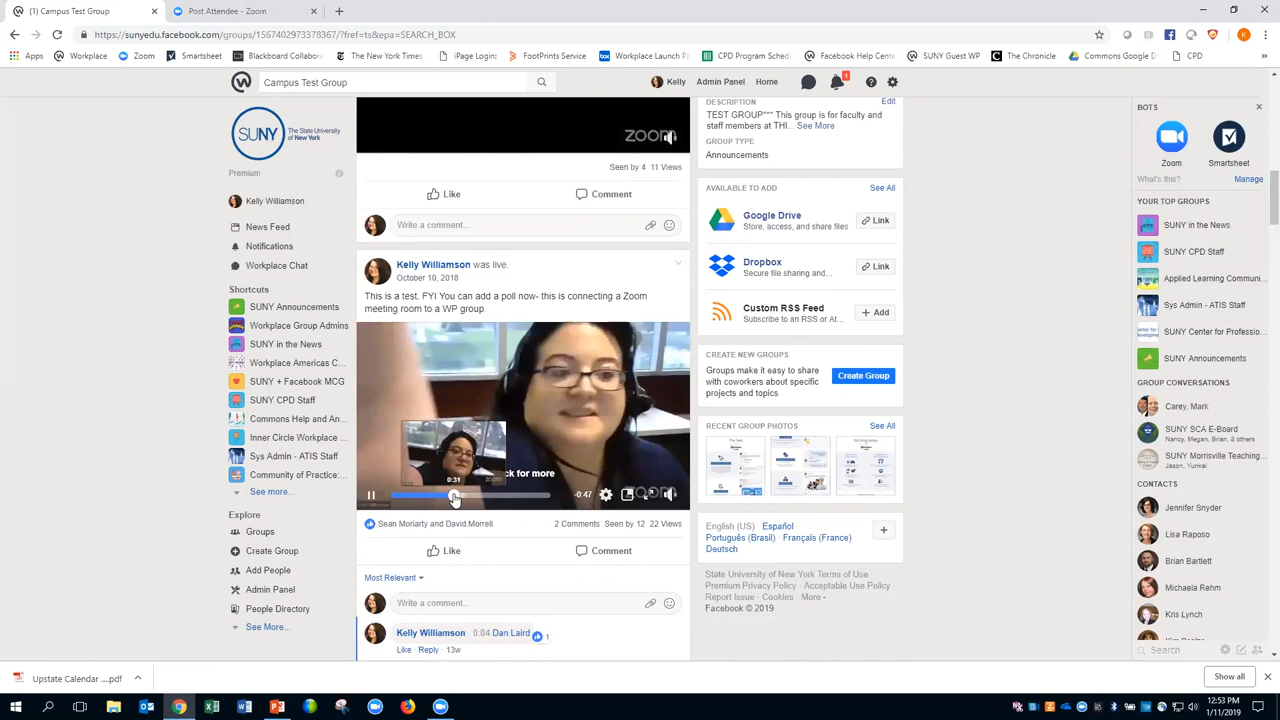 (1) Campus Test Group
Post Attendee - Zoom
https://sunyedu.facebook.com/groups/1567402973378367/?ref=ts&epa=SEARCH_BOX
Apps
Workplace
Zoom
Smartsheet
Blackboard Collabora
The New York Times
iPage Login:
FootPrints Service
Workplace Launch P
CPD Program Sched
Facebook Help Cente
SUNY Guest WP
The Chronicle
Commons Google D
CPD
Campus Test Group
Kelly
Admin Panel
Home
1
SUNY
The State University
of New York
Premium
Kelly Williamson
News Feed
Notifications
Workplace Chat
Shortcuts
SUNY Announcements
Workplace Group Admins
SUNY in the News
Workplace Americas C...
SUNY + Facebook MCG
SUNY CPD Staff
Commons Help and An...
Inner Circle Workplace ...
Sys Admin - ATIS Staff
Community of Practice:...
See more...
Explore
Groups
Create Group
Add People
Admin Panel
People Directory
See More...
zoom
Seen by 4 11 Views
Like
Comment
Write a comment...
Kelly Williamson was live.
October 10, 2018
This is a test. FYI You can add a poll now- this is connecting a Zoom
meeting room to a WP group.
zoom
0:31
ck for more
-0:47
zoom
Sean Moriarty and David.Morrell
2 Comments Seen by 12 22 Views
Like
Comment
Most Relevant
Write a comment...
Kelly Williamson 0:04 Dan Laird
1
Like · Reply · 13w
DESCRIPTION
Edit
TEST GROUP*** This group is for faculty and
staff members at THI... See More
GROUP TYPE
Announcements
AVAILABLE TO ADD
See All
Google Drive
Store, access, and share files
Link
Dropbox
Secure file sharing and...
Link
Custom RSS Feed
Subscribe to an RSS or At...
+ Add
CREATE NEW GROUPS
Groups make it easy to share
with coworkers about specific
projects and topics.
Create Group
RECENT GROUP PHOTOS
See All
English (US) · Español ·
Português (Brasil) · Français (France) ·
Deutsch
State University of New York Terms of Use ·
Premium Privacy Policy · Acceptable Use Policy ·
Report Issue · Cookies · More
Facebook © 2019
BOTS
Zoom
Smartsheet
What's this?
Manage
YOUR TOP GROUPS
SUNY in the News
SUNY CPD Staff
Applied Learning Communi...
Sys Admin - ATIS Staff
SUNY Center for Professio...
SUNY Announcements
GROUP CONVERSATIONS
Carey, Mark
SUNY SCA E-Board
Nancy, Megan, Brian, 8 others
SUNY Morrisville Teaching...
Jason, Yunkai
CONTACTS
Jennifer Snyder
Lisa Raposo
Brian Bartlett
Michaela Rehm
Kris Lynch
Search
Upstate Calendar ....pdf
Show all
12:53 PM
1/11/2019